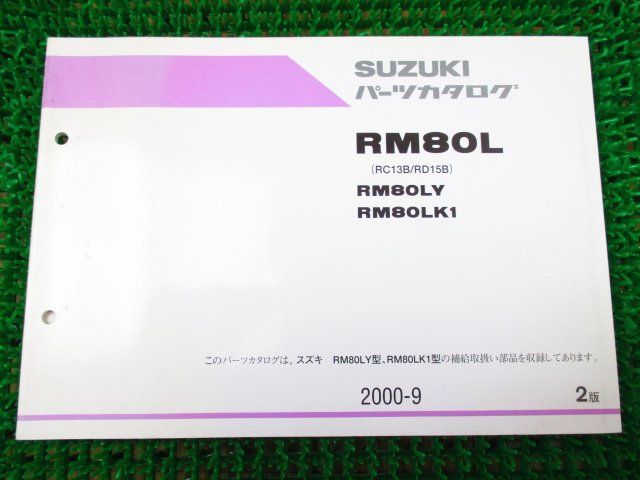 SUZUKI
パーツカタログ
RM80L
(RC13B/RD15B)
RM80LY
RM80LK1
このパーツカタログは、スズキ RM80LY型、RM80LK1型の補給取扱い部品を収録してあります。
2000-9
2版